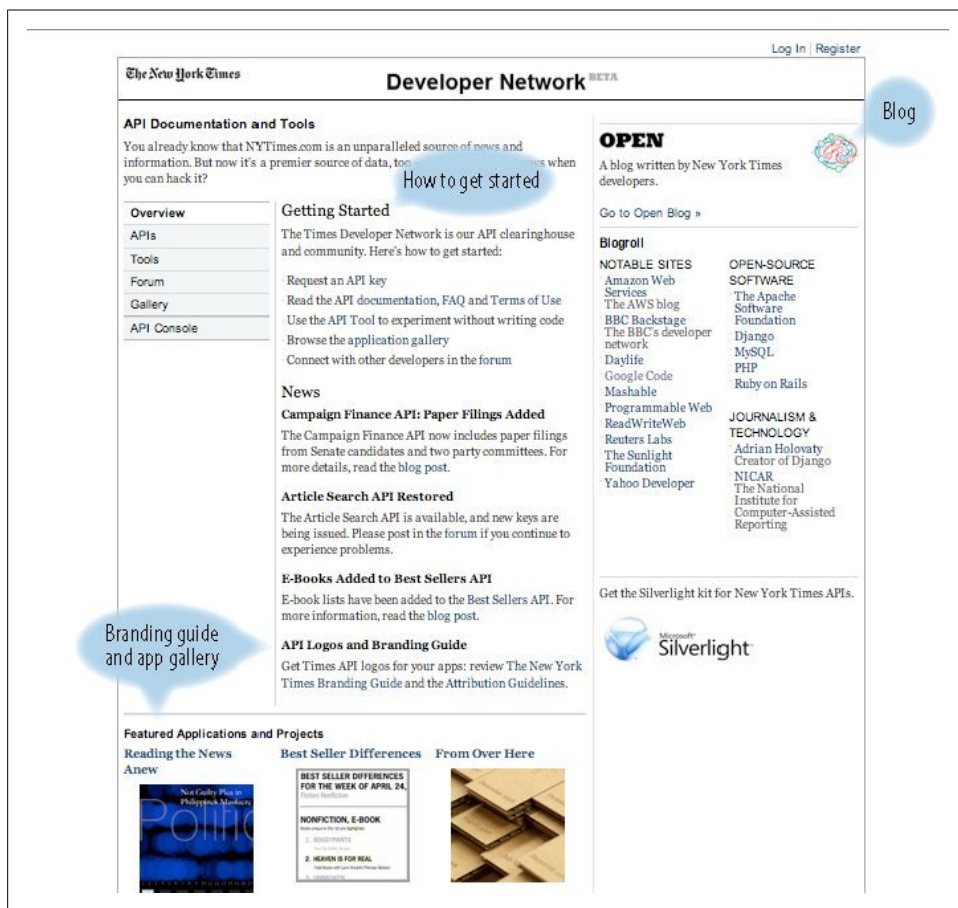 Log In | Register
The New York Times
Developer Network BETA
Blog
API Documentation and Tools
You already know that NYTimes.com is an unparalleled source of news and
information. But now it's a premier source of data, too when
you can hack it?
How to get started
OPEN
A blog written by New York Times
developers.
Go to Open Blog »
Overview
APIs
Tools
Forum
Gallery
API Console
Getting Started
The Times Developer Network is our API clearinghouse
and community. Here's how to get started:
Request an API key
Read the API documentation, FAQ and Terms of Use
Use the API Tool to experiment without writing code
Browse the application gallery
Connect with other developers in the forum
News
Campaign Finance API: Paper Filings Added
The Campaign Finance API now includes paper filings
from Senate candidates and two party committees. For
more details, read the blog post.
Article Search API Restored
The Article Search API is available, and new keys are
being issued. Please post in the forum if you continue to
experience problems.
E-Books Added to Best Sellers API
E-book lists have been added to the Best Sellers API. For
more information, read the blog post.
API Logos and Branding Guide
Get Times API logos for your apps: review The New York
Times Branding Guide and the Attribution Guidelines.
Branding guide
and app gallery
Blogroll
NOTABLE SITES
Amazon Web
Services
The AWS blog
BBC Backstage
The BBC's developer
network
Daylife
Google Code
Mashable
Programmable Web
ReadWriteWeb
Reuters Labs
The Sunlight
Foundation
Yahoo Developer
OPEN-SOURCE
SOFTWARE
The Apache
Software
Foundation
Django
MySQL
PHP
Ruby on Rails
JOURNALISM &
TECHNOLOGY
Adrian Holovaty
Creator of Django
NICAR
The National
Institute for
Computer-Assisted
Reporting
Get the Silverlight kit for New York Times APIs.
Microsoft
Silverlight
Featured Applications and Projects
Reading the News
Anew
Not Guilty Plea in
Philippines Massacre
Politic
Best Seller Differences
BEST SELLER DIFFERENCES
FOR THE WEEK OF APRIL 24,
Fiction Nonfiction
NONFICTION, E-BOOK
1. BOSSYPANTS
2. HEAVEN IS FOR REAL
From Over Here